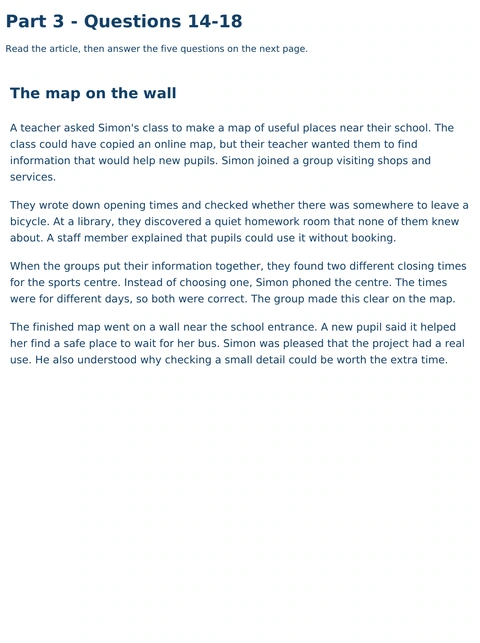 Part 3 - Questions 14-18
Read the article, then answer the five questions on the next page.
The map on the wall
A teacher asked Simon's class to make a map of useful places near their school. The
class could have copied an online map, but their teacher wanted them to find
information that would help new pupils. Simon joined a group visiting shops and
services.
They wrote down opening times and checked whether there was somewhere to leave a
bicycle. At a library, they discovered a quiet homework room that none of them knew
about. A staff member explained that pupils could use it without booking.
When the groups put their information together, they found two different closing times
for the sports centre. Instead of choosing one, Simon phoned the centre. The times
were for different days, so both were correct. The group made this clear on the map.
The finished map went on a wall near the school entrance. A new pupil said it helped
her find a safe place to wait for her bus. Simon was pleased that the project had a real
use. He also understood why checking a small detail could be worth the extra time.